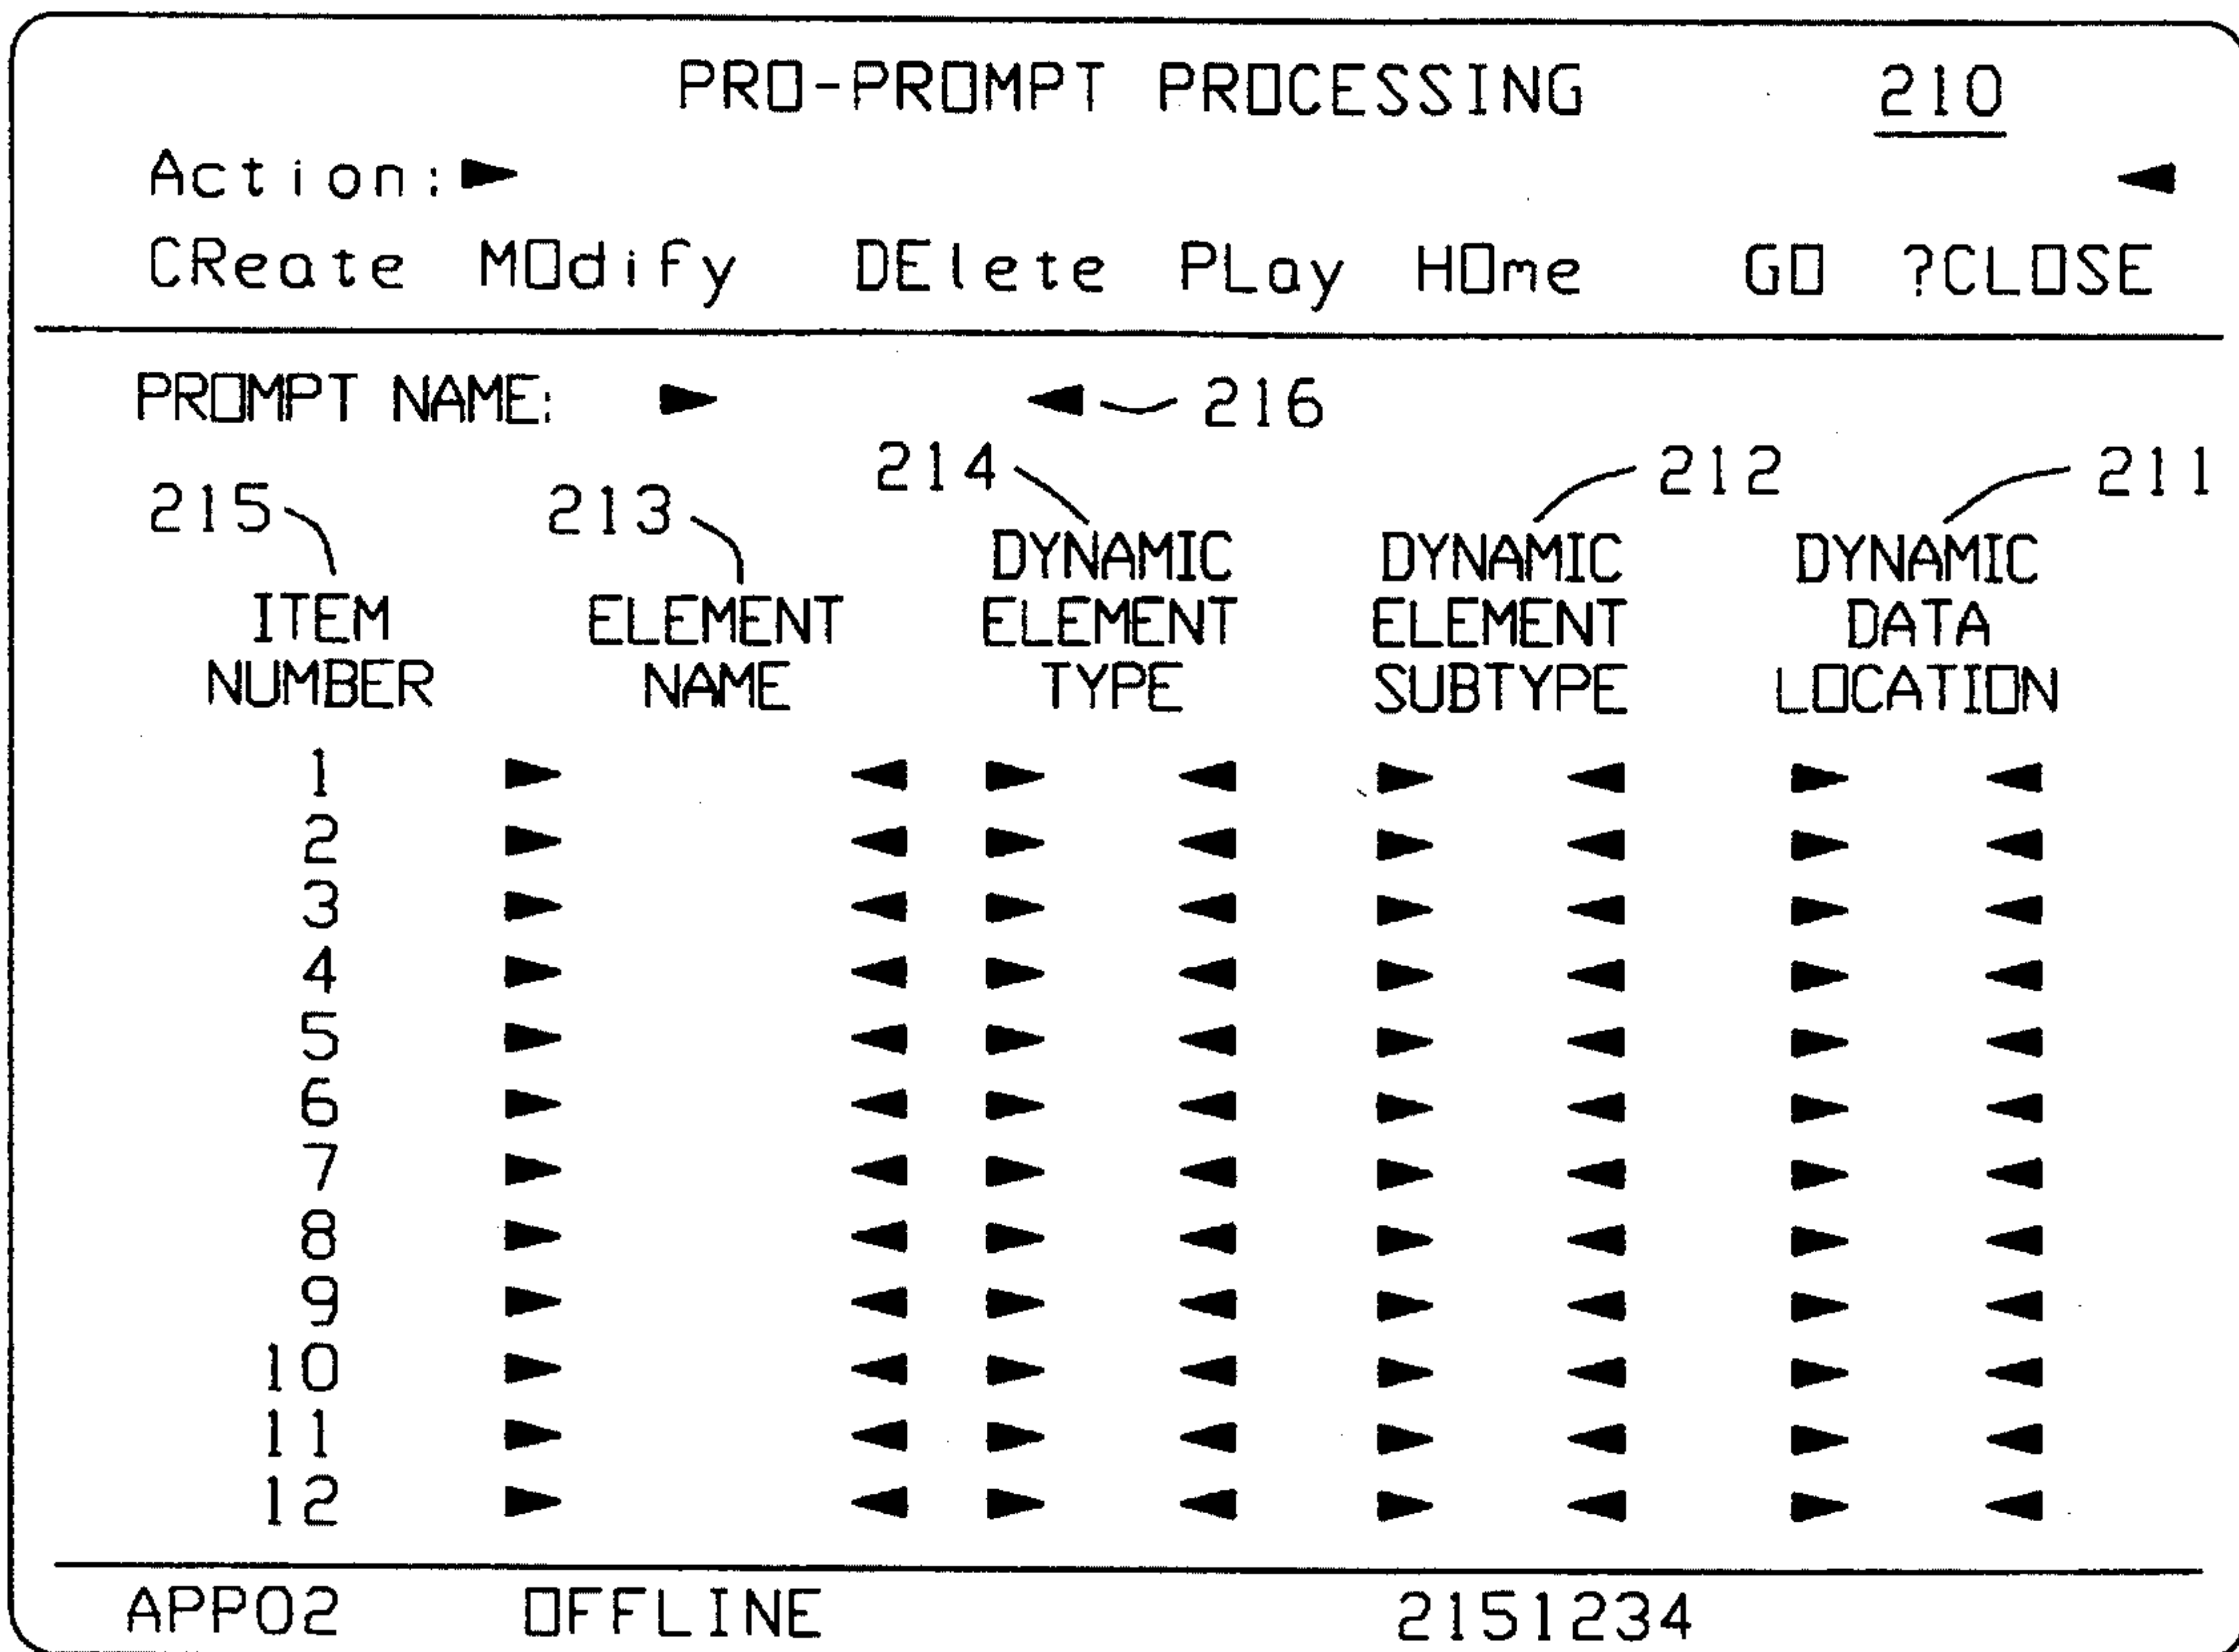 PRO-PROMPT PROCESSING 210
Action:
CReate MOdify DElete PLay HOme GO ?CLOSE
PROMPT NAME: 216
214 212 211
215 213
ITEM NUMBER
ELEMENT NAME
DYNAMIC ELEMENT TYPE
DYNAMIC ELEMENT SUBTYPE
DYNAMIC DATA LOCATION
1
2
3
4
5
6
7
8
9
10
11
12
APP02 OFFLINE 2151234